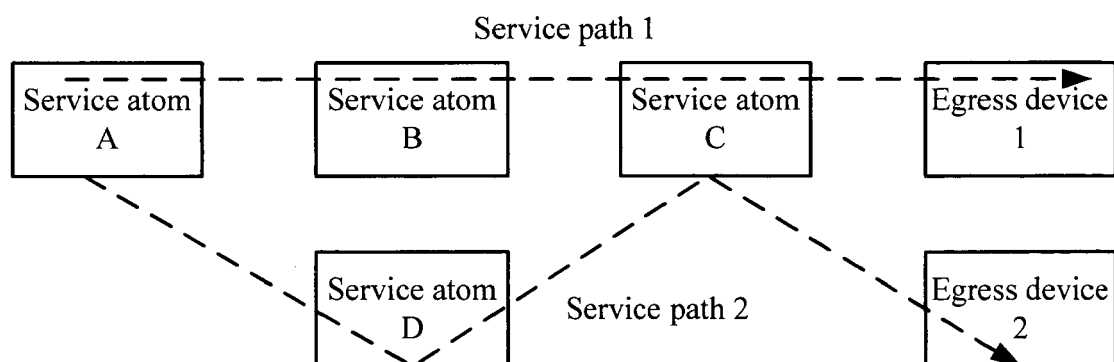 Service path 1
Service atom
A
Service atom
B
Service atom
C
Egress device
1
Service atom
D
Service path 2
Egress device
2